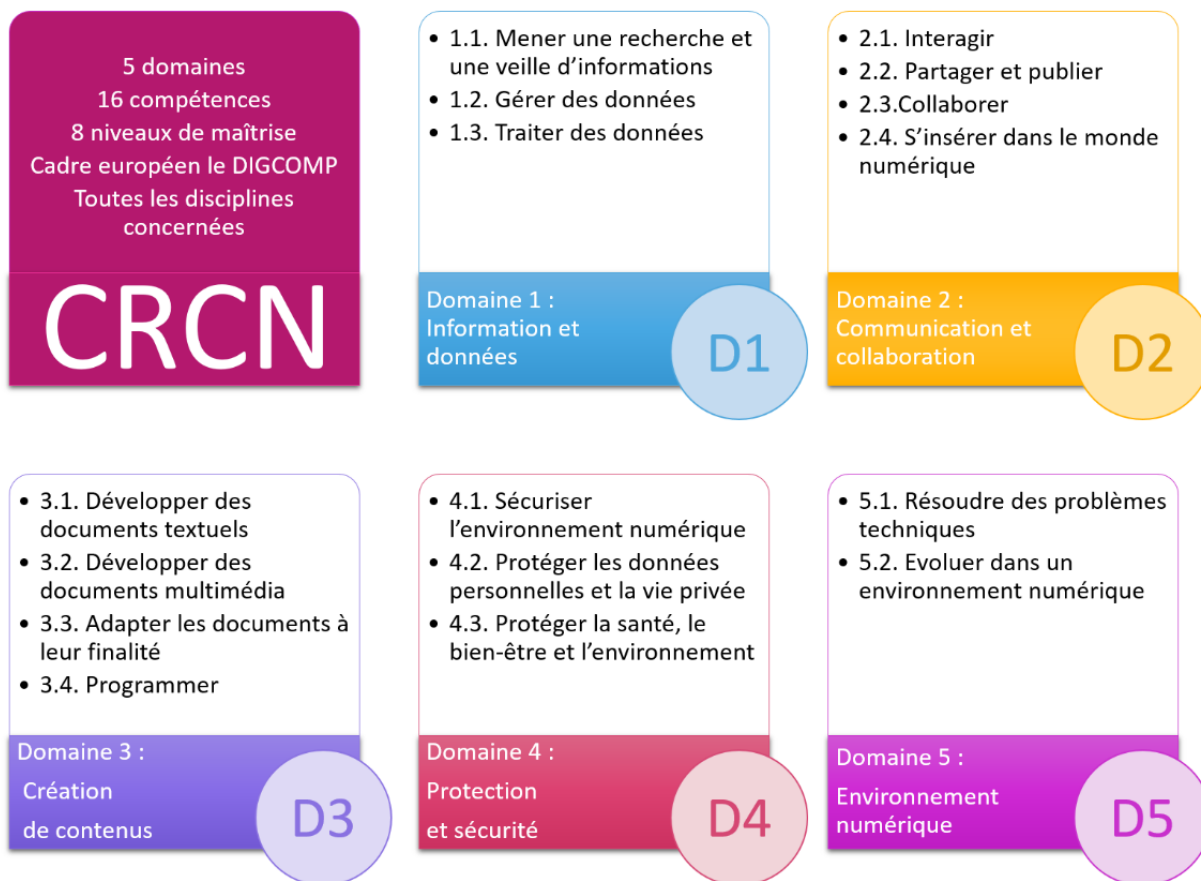 5 domaines
16 compétences
8 niveaux de maîtrise
Cadre européen le DIGCOMP
Toutes les disciplines
concernées
CRCN
• 1.1. Mener une recherche et
une veille d'informations
• 1.2. Gérer des données
• 1.3. Traiter des données
Domaine 1 :
Information et
données
D1
• 2.1. Interagir
• 2.2. Partager et publier
• 2.3.Collaborer
• 2.4. S'insérer dans le monde
numérique
Domaine 2 :
Communication et
collaboration
D2
• 3.1. Développer des
documents textuels
• 3.2. Développer des
documents multimédia
• 3.3. Adapter les documents à
leur finalité
• 3.4. Programmer
Domaine 3 :
Création
de contenus
D3
• 4.1. Sécuriser
l'environnement numérique
• 4.2. Protéger les données
personnelles et la vie privée
• 4.3. Protéger la santé, le
bien-être et l'environnement
Domaine 4 :
Protection
et sécurité
D4
• 5.1. Résoudre des problèmes
techniques
• 5.2. Evoluer dans un
environnement numérique
Domaine 5 :
Environnement
numérique
D5